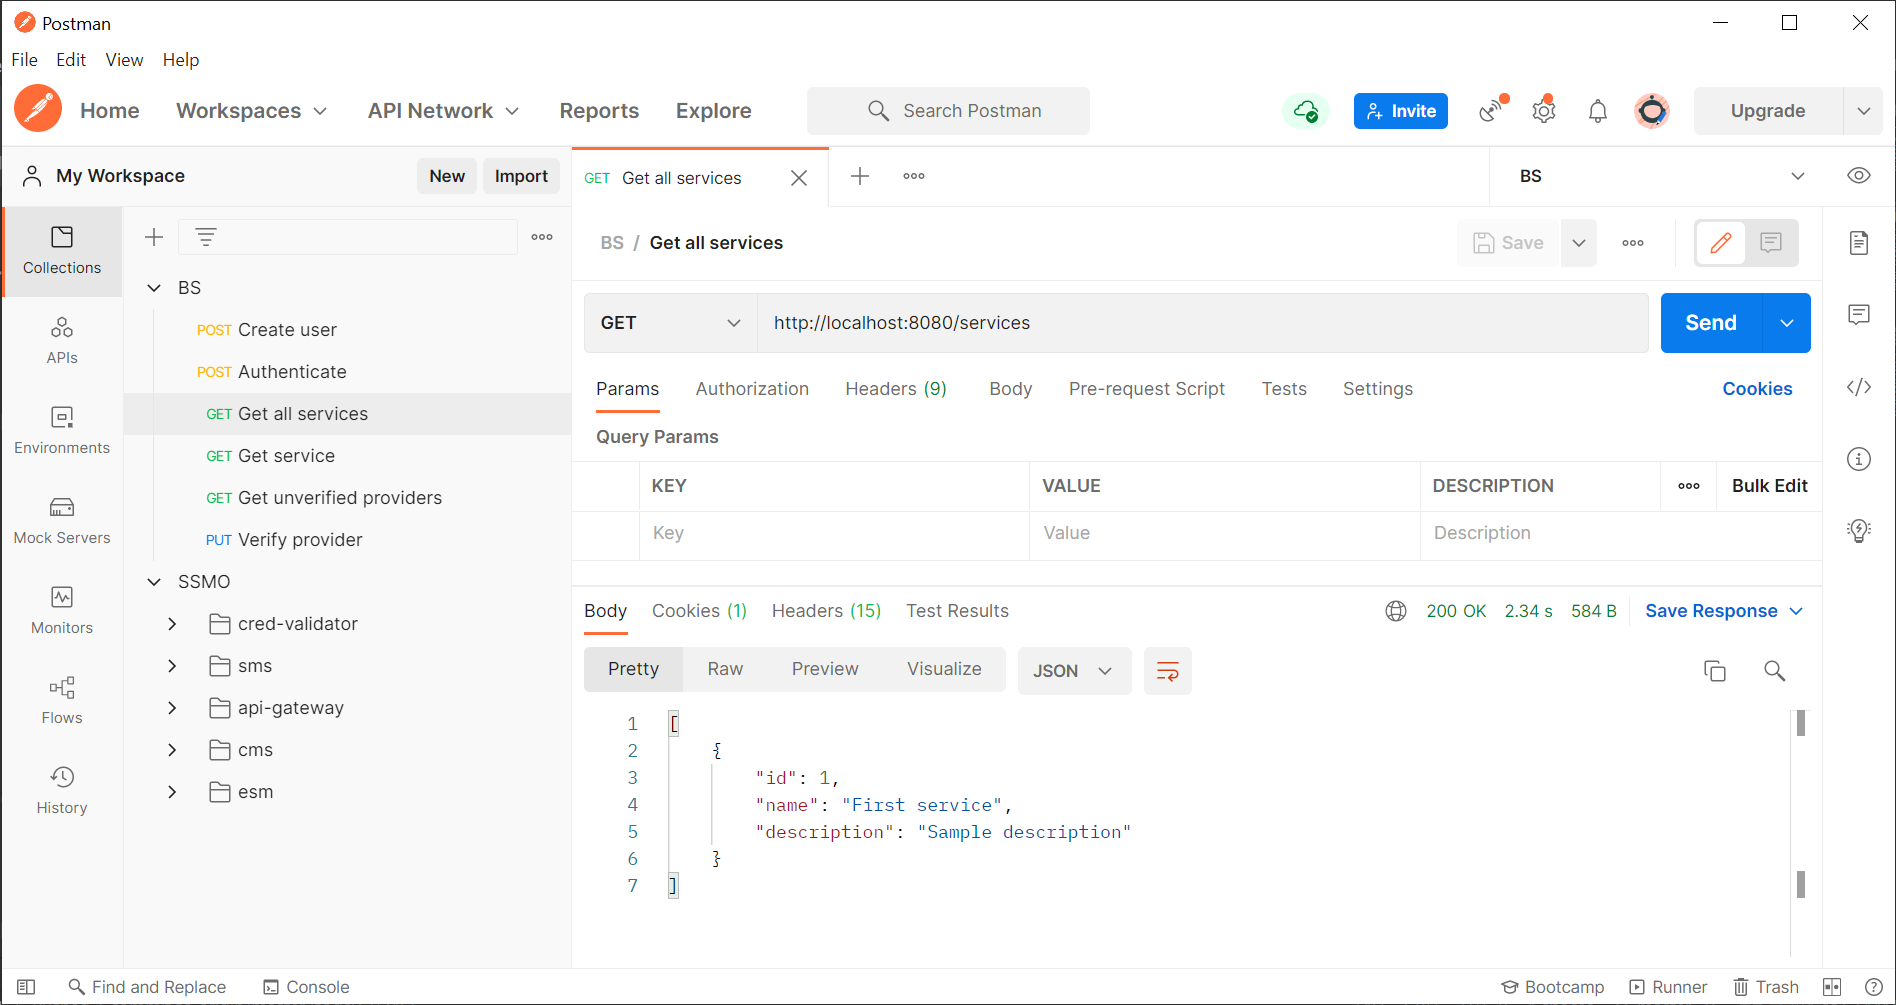 Postman
File Edit View Help
Home Workspaces API Network Reports Explore Search Postman Invite Upgrade
My Workspace New Import
GET Get all services
BS
Collections
APIs
Environments
Mock Servers
Monitors
Flows
History
BS
POST Create user
POST Authenticate
GET Get all services
GET Get service
GET Get unverified providers
PUT Verify provider
SSMO
cred-validator
sms
api-gateway
cms
esm
BS / Get all services Save
GET http://localhost:8080/services Send
Params Authorization Headers (9) Body Pre-request Script Tests Settings Cookies
Query Params
KEY VALUE DESCRIPTION Bulk Edit
Key Value Description
Body Cookies (1) Headers (15) Test Results 200 OK 2.34 s 584 B Save Response
Pretty Raw Preview Visualize JSON
1 [
2 {
3 "id": 1,
4 "name": "First service",
5 "description": "Sample description"
6 }
7 ]
Find and Replace Console Bootcamp Runner Trash